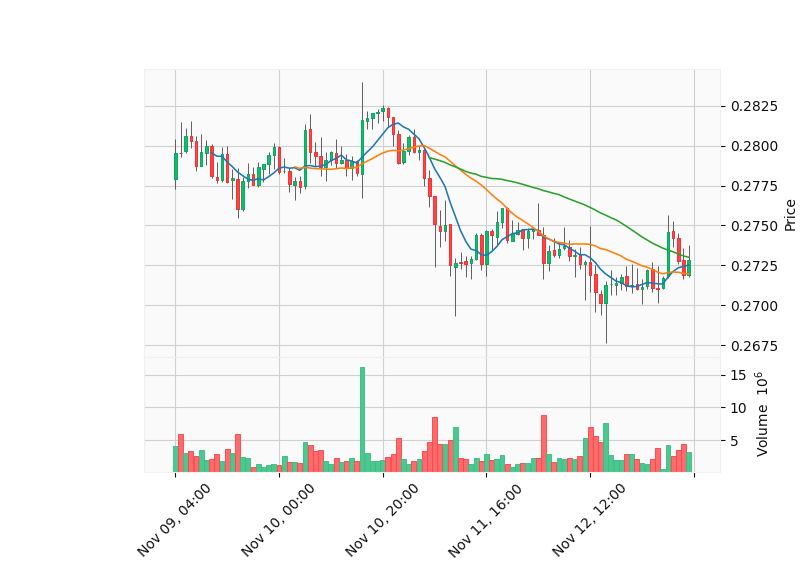 0.2825
0.2800
0.2775
0.2750
0.2725
0.2700
0.2675
Price
15
10
5
Volume 10⁶
Nov 09, 04:00
Nov 10, 00:00
Nov 10, 20:00
Nov 11, 16:00
Nov 12, 12:00